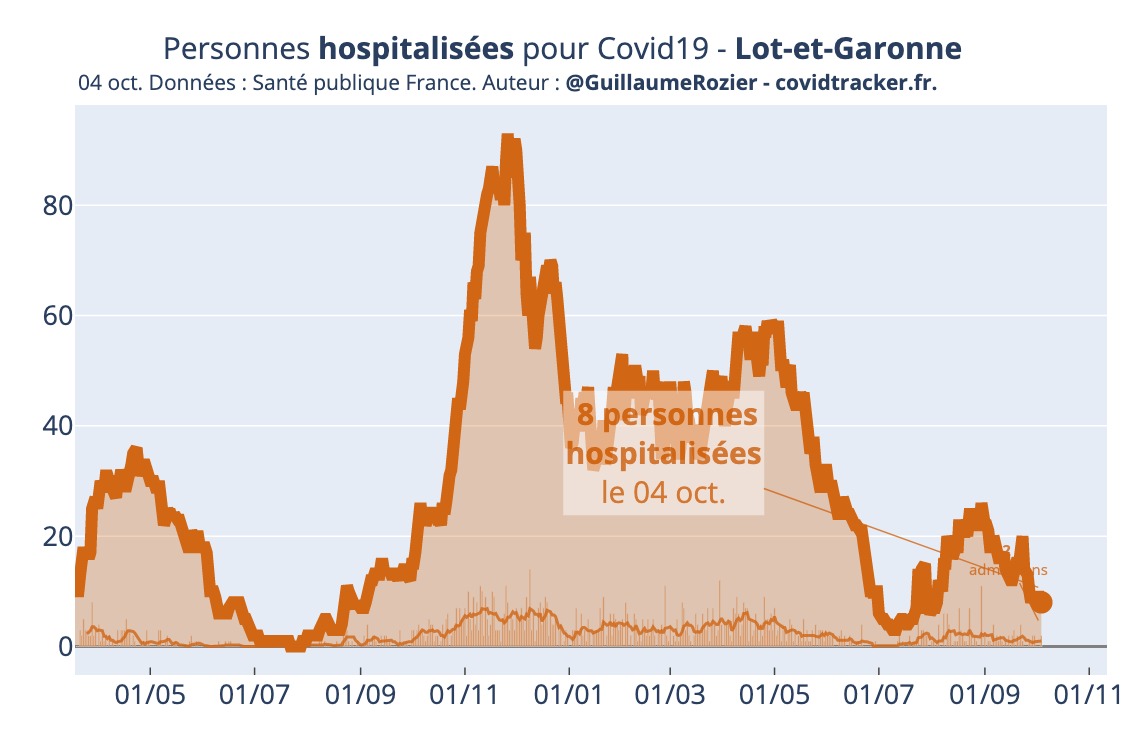 Personnes hospitalisées pour Covid19 - Lot-et-Garonne
04 oct. Données : Santé publique France. Auteur : @GuillaumeRozier - covidtracker.fr.
80
60
40
20
0
8 personnes
hospitalisées
le 04 oct.
01/05 01/07 01/09 01/11 01/01 01/03 01/05 01/07 01/09 01/11